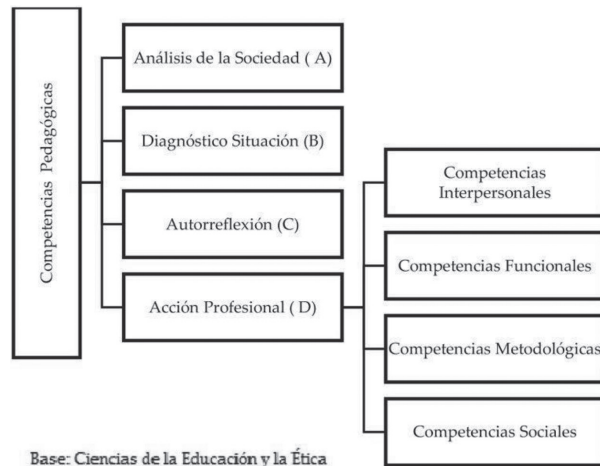 Competencias Pedagógicas
Análisis de la Sociedad ( A)
Diagnóstico Situación (B)
Autorreflexión (C)
Acción Profesional ( D)
Competencias
Interpersonales
Competencias Funcionales
Competencias Metodológicas
Competencias Sociales
Base: Ciencias de la Educación y la Ética